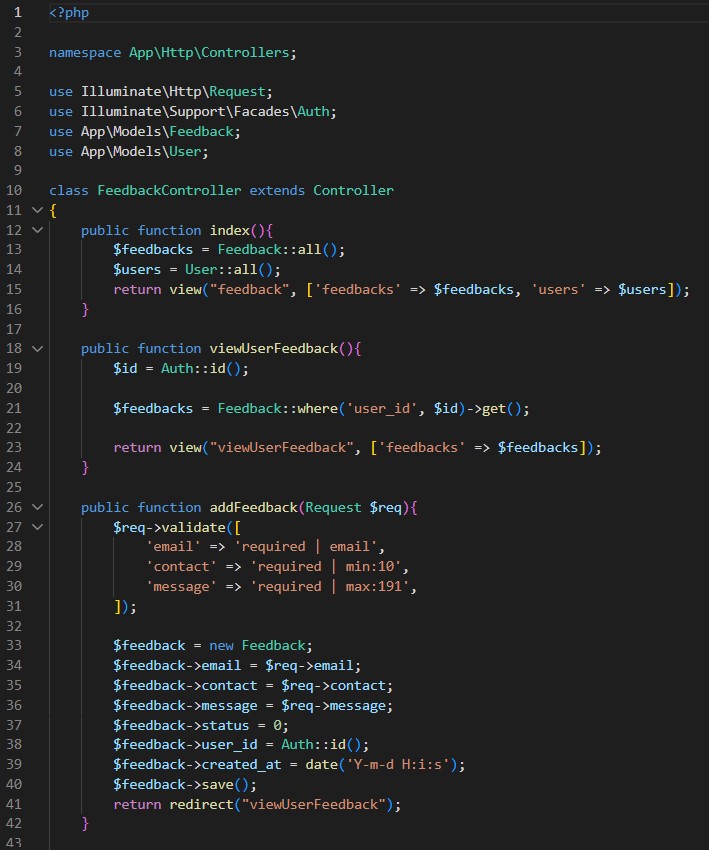 1 <?php
2
3 namespace App\Http\Controllers;
4
5 use Illuminate\Http\Request;
6 use Illuminate\Support\Facades\Auth;
7 use App\Models\Feedback;
8 use App\Models\User;
9
10 class FeedbackController extends Controller
11 {
12     public function index(){
13         $feedbacks = Feedback::all();
14         $users = User::all();
15         return view("feedback", ['feedbacks' => $feedbacks, 'users' => $users]);
16     }
17
18     public function viewUserFeedback(){
19         $id = Auth::id();
20
21         $feedbacks = Feedback::where('user_id', $id)->get();
22
23         return view("viewUserFeedback", ['feedbacks' => $feedbacks]);
24     }
25
26     public function addFeedback(Request $req){
27         $req->validate([
28             'email' => 'required | email',
29             'contact' => 'required | min:10',
30             'message' => 'required | max:191',
31         ]);
32
33         $feedback = new Feedback;
34         $feedback->email = $req->email;
35         $feedback->contact = $req->contact;
36         $feedback->message = $req->message;
37         $feedback->status = 0;
38         $feedback->user_id = Auth::id();
39         $feedback->created_at = date('Y-m-d H:i:s');
40         $feedback->save();
41         return redirect("viewUserFeedback");
42     }
43